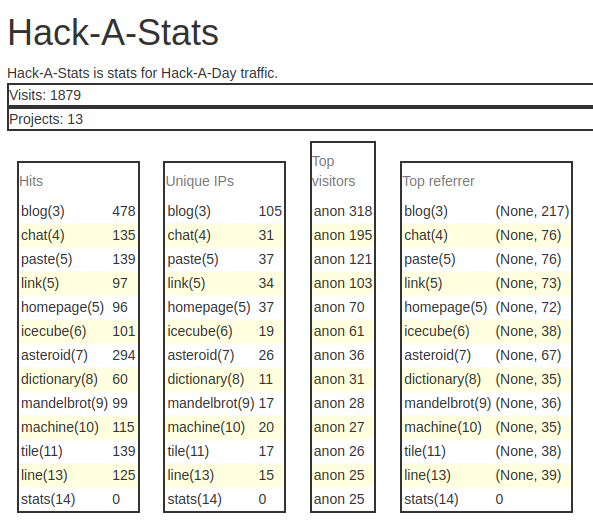 Hack-A-Stats
Hack-A-Stats is stats for Hack-A-Day traffic.
Visits: 1879
Projects: 13
Hits
blog(3) 478
chat(4) 135
paste(5) 139
link(5) 97
homepage(5) 96
icecube(6) 101
asteroid(7) 294
dictionary(8) 60
mandelbrot(9) 99
machine(10) 115
tile(11) 139
line(13) 125
stats(14) 0
Unique IPs
blog(3) 105
chat(4) 31
paste(5) 37
link(5) 34
homepage(5) 37
icecube(6) 19
asteroid(7) 26
dictionary(8) 11
mandelbrot(9) 17
machine(10) 20
tile(11) 17
line(13) 15
stats(14) 0
Top
visitors
anon 318
anon 195
anon 121
anon 103
anon 70
anon 61
anon 36
anon 31
anon 28
anon 27
anon 26
anon 25
anon 25
Top referrer
blog(3) (None, 217)
chat(4) (None, 76)
paste(5) (None, 76)
link(5) (None, 73)
homepage(5) (None, 72)
icecube(6) (None, 38)
asteroid(7) (None, 67)
dictionary(8) (None, 35)
mandelbrot(9) (None, 36)
machine(10) (None, 35)
tile(11) (None, 38)
line(13) (None, 39)
stats(14) 0